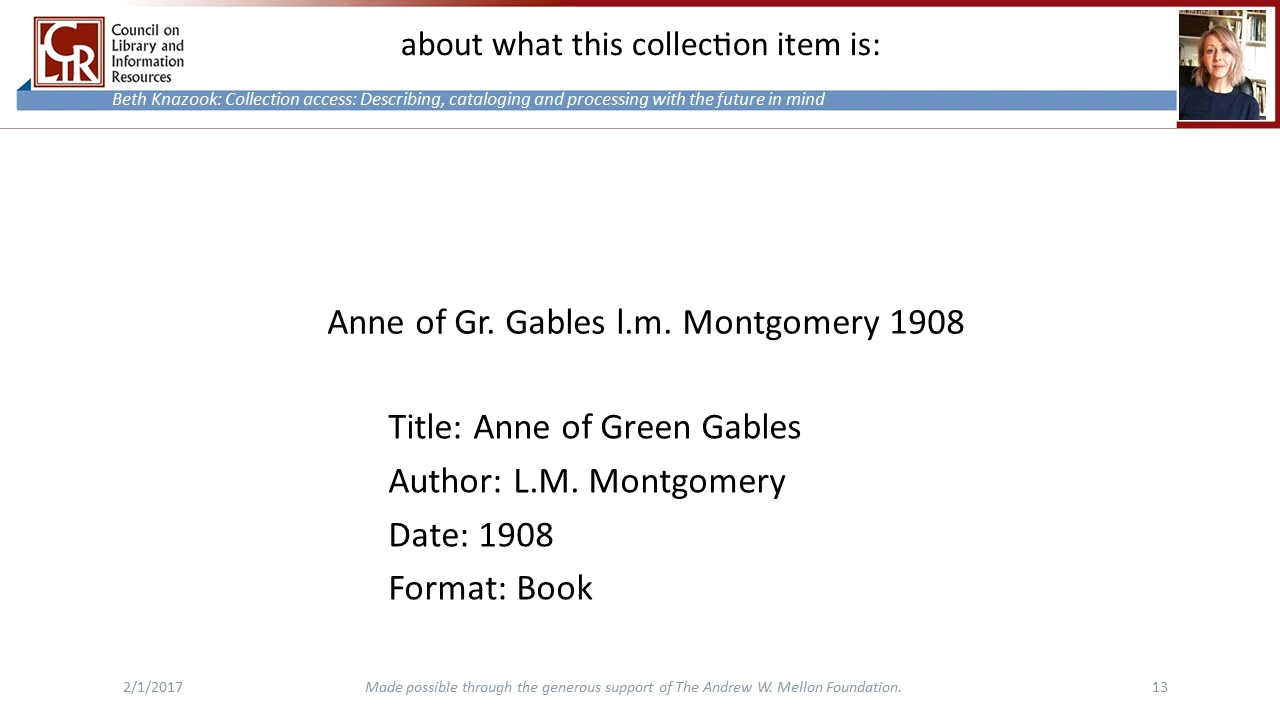 CLIR
Council on
Library and
Information
Resources
about what this collection item is:
Beth Knazook: Collection access: Describing, cataloging and processing with the future in mind
Anne of Gr. Gables l.m. Montgomery 1908
Title: Anne of Green Gables
Author: L.M. Montgomery
Date: 1908
Format: Book
2/1/2017
Made possible through the generous support of The Andrew W. Mellon Foundation.
13